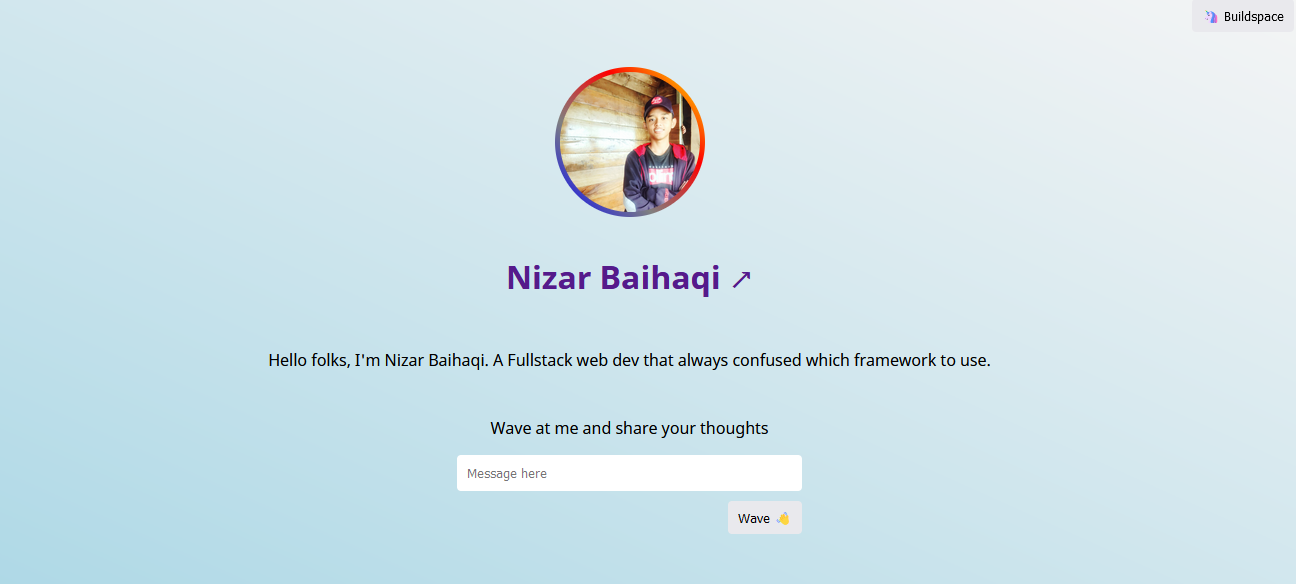 🦄 Buildspace
Nizar Baihaqi ↗
Hello folks, I'm Nizar Baihaqi. A Fullstack web dev that always confused which framework to use.
Wave at me and share your thoughts
Message here
Wave 👋